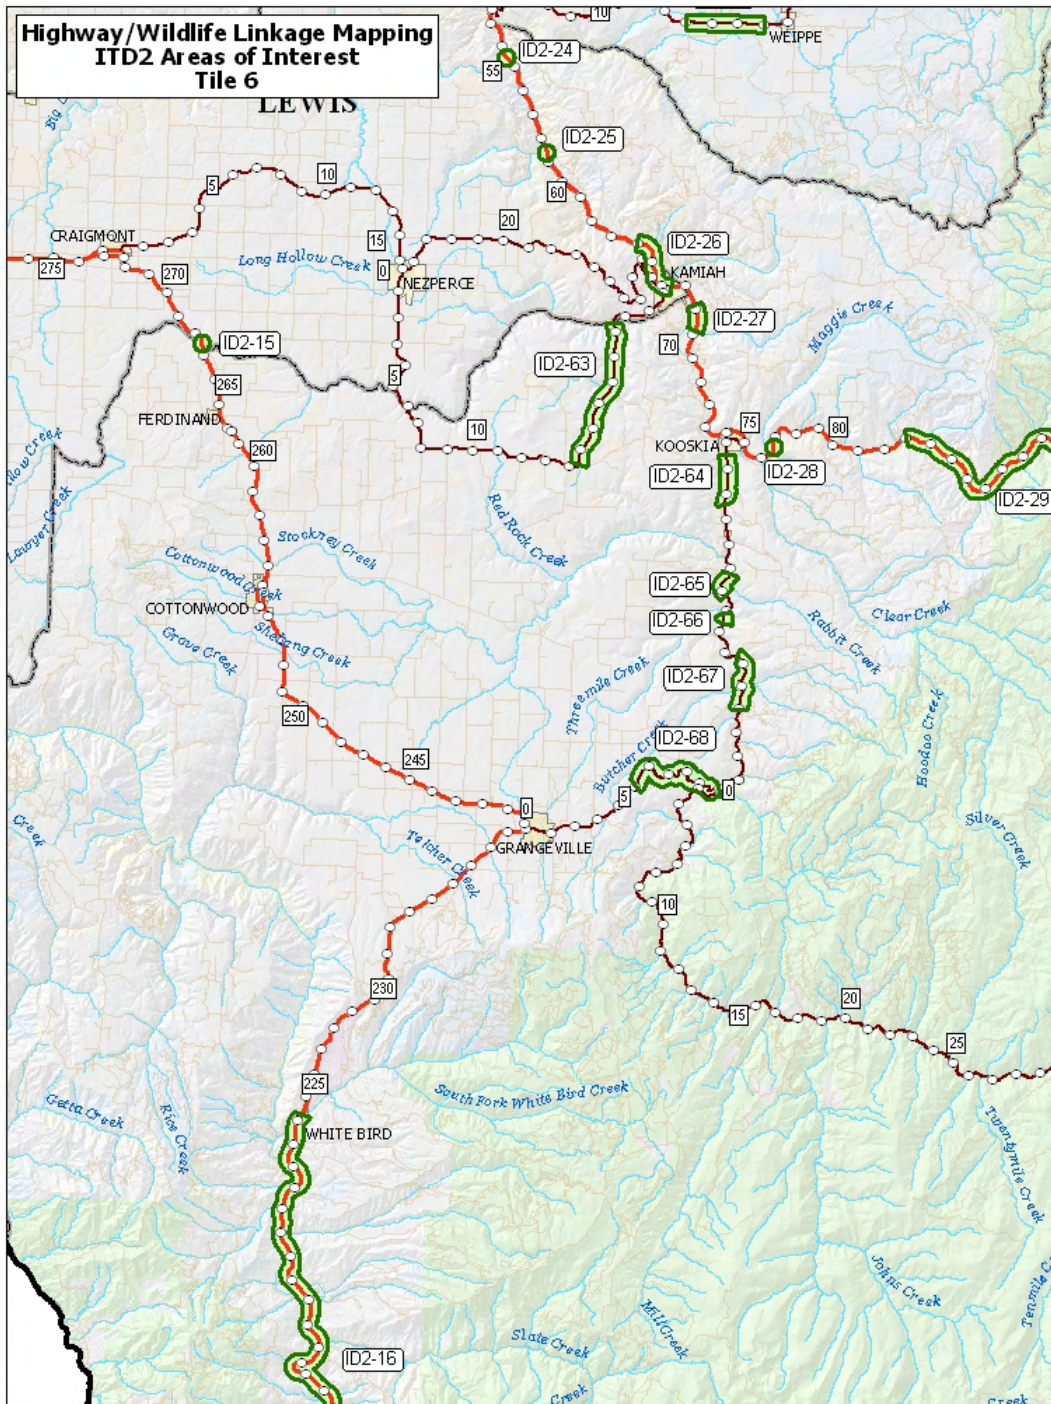 Highway/Wildlife Linkage Mapping
ITD2 Areas of Interest
Tile 6
LEWIS
10
WEIPPE
ID2-24
55
ID2-25
60
5
10
CRAIGMONT
275
270
15
0
20
Long Hollow Creek
NEZPERCE
ID2-26
KAMIAH
ID2-27
70
Maggie Creek
ID2-15
265
FERDINAND
260
5
10
ID2-63
75
80
KOOSKIA
ID2-28
ID2-64
ID2-29
Lawyer Creek
Red Rock Creek
Stockney Creek
Cottonwood Creek
COTTONWOOD
Shebang Creek
Grove Creek
ID2-65
ID2-66
Clear Creek
Rabbit Creek
ID2-67
Threemile Creek
Hoodoo Creek
250
245
ID2-68
Butcher Creek
5
0
0
GRANGEVILLE
Telcher Creek
Silver Creek
Creek
10
230
15
20
25
225
South Fork White Bird Creek
Getta Creek
Rice Creek
WHITE BIRD
Twentymile Creek
Johns Creek
Mill Creek
Slate Creek
ID2-16
Creek
Creek